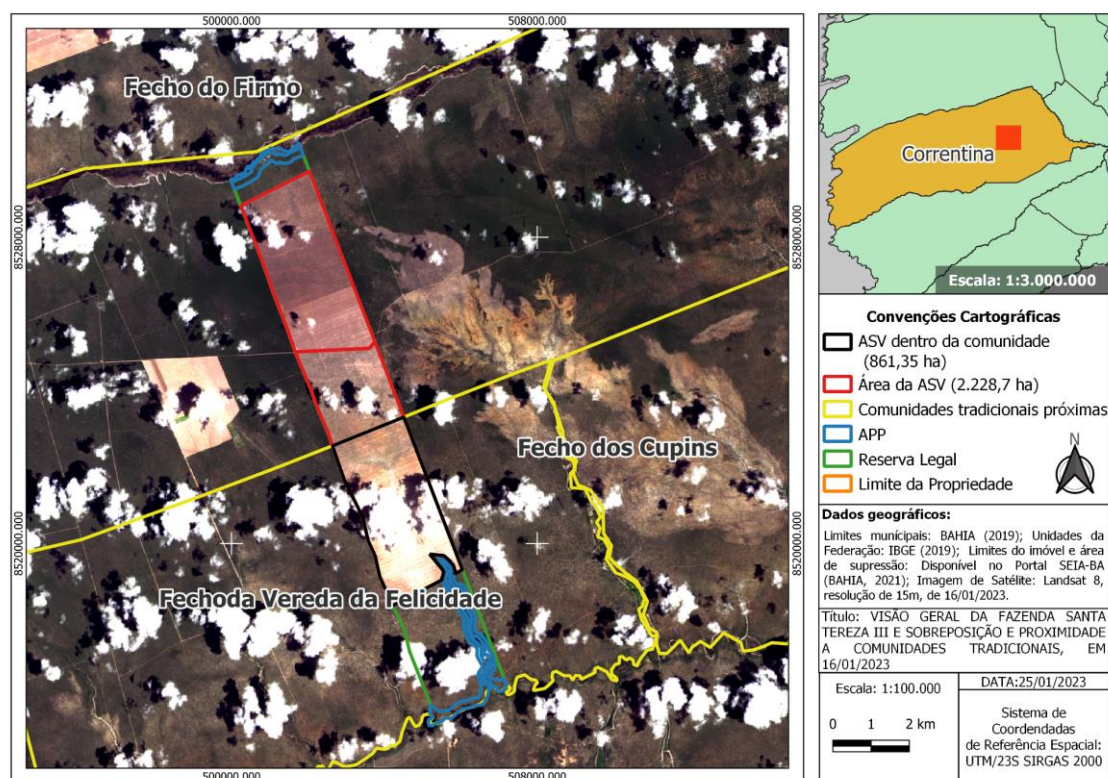 500000.000
508000.000
Fecho do Firmo
8528000.000
8528000.000
Fecho dos Cupins
8520000.000
8520000.000
Fechoda Vereda da Felicidade
500000.000
508000.000
Correntina
Escala: 1:3.000.000
Convenções Cartográficas
ASV dentro da comunidade
(861,35 ha)
Área da ASV (2.228,7 ha)
Comunidades tradicionais próximas
APP
Reserva Legal
Limite da Propriedade
N
Dados geográficos:
Limites municipais: BAHIA (2019); Unidades da
Federação: IBGE (2019); Limites do imóvel e área
de supressão: Disponível no Portal SEIA-BA
(BAHIA, 2021); Imagem de Satélite: Landsat 8,
resolução de 15m, de 16/01/2023.
Título: VISÃO GERAL DA FAZENDA SANTA
TEREZA III E SOBREPOSIÇÃO E PROXIMIDADE
A COMUNIDADES TRADICIONAIS, EM
16/01/2023
Escala: 1:100.000
0 1 2 km
DATA:25/01/2023
Sistema de
Coordendadas
de Referência Espacial:
UTM/23S SIRGAS 2000